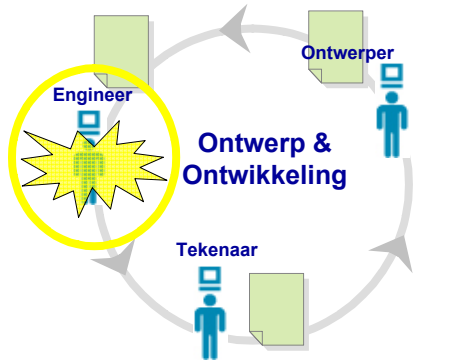 Ontwerper
Engineer
Ontwerp &
Ontwikkeling
Tekenaar